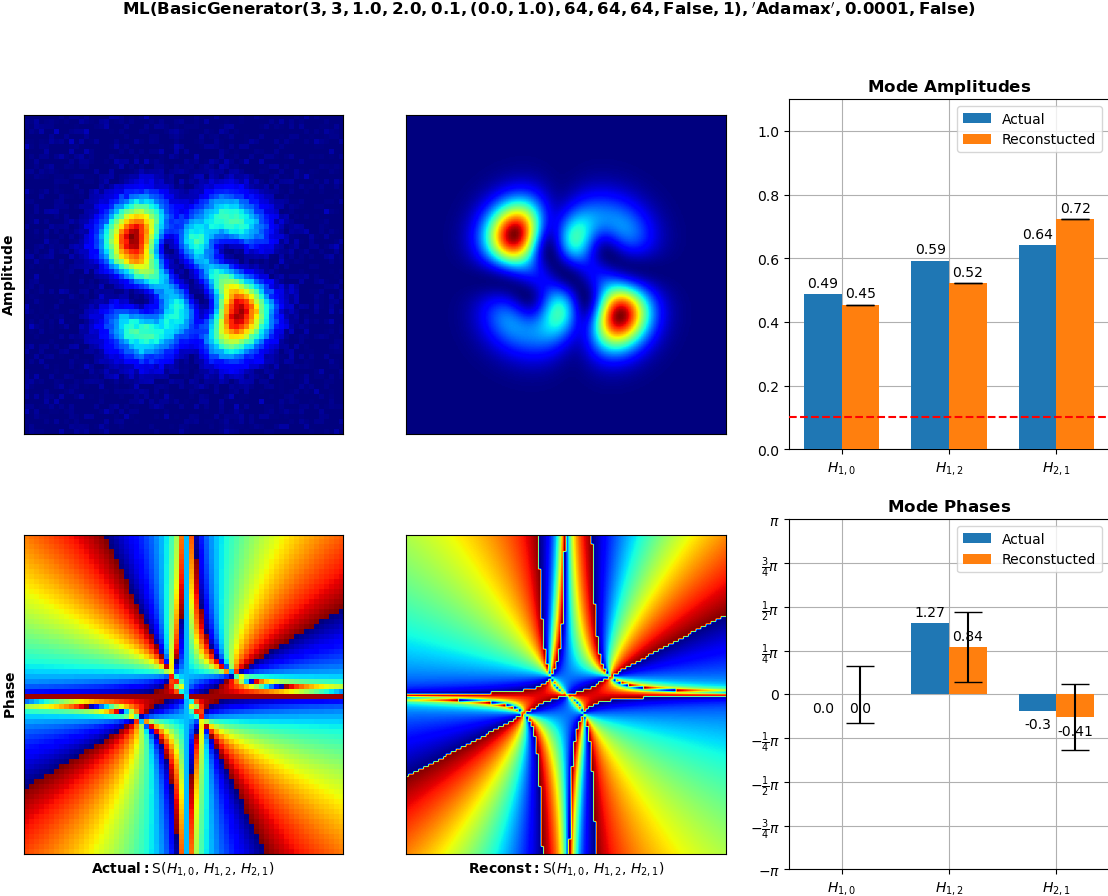 ML(BasicGenerator(3, 3, 1.0, 2.0, 0.1, (0.0, 1.0), 64, 64, 64, False, 1), ′Adamax′, 0.0001, False)
Amplitude
Mode Amplitudes
Actual
Reconstucted
1.0
0.8
0.6
0.4
0.2
0.0
0.49
0.45
0.59
0.52
0.64
0.72
H1, 0
H1, 2
H2, 1
Phase
Actual: S(H1, 0, H1, 2, H2, 1)
Reconst: S(H1, 0, H1, 2, H2, 1)
Mode Phases
Actual
Reconstucted
π
3/4π
1/2π
1/4π
0
−1/4π
−1/2π
−3/4π
−π
0.0
0.0
1.27
0.84
-0.3
-0.41
H1, 0
H1, 2
H2, 1